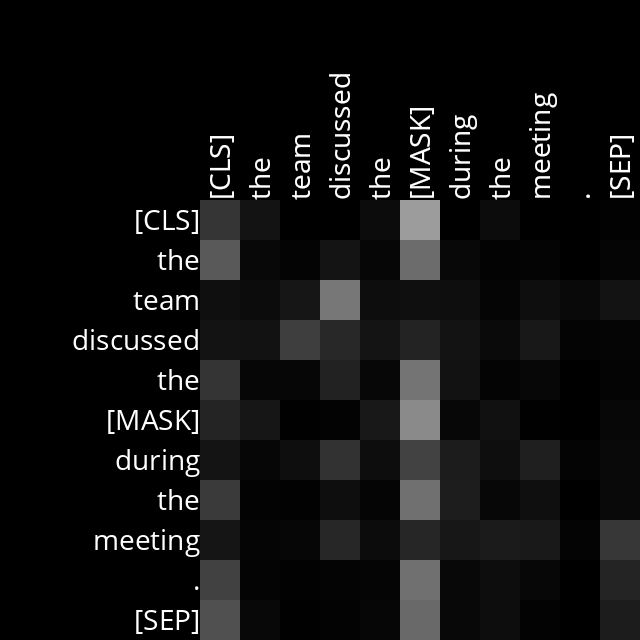 [CLS] the team discussed the [MASK] during the meeting . [SEP]
[CLS]
the
team
discussed
the
[MASK]
during
the
meeting
.
[SEP]